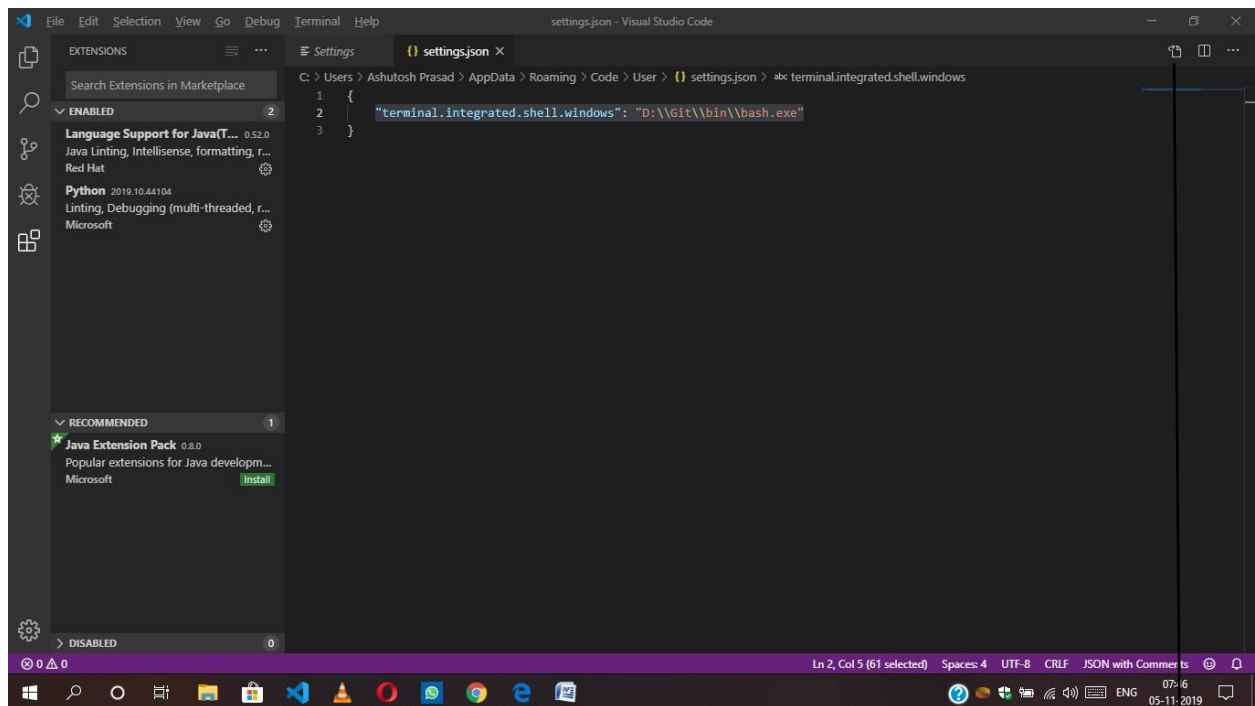 File Edit Selection View Go Debug Terminal Help
settings.json - Visual Studio Code
EXTENSIONS
Search Extensions in Marketplace
ENABLED 2
Language Support for Java(T... 0.52.0
Java Linting, Intellisense, formatting, r...
Red Hat
Python 2019.10.44104
Linting, Debugging (multi-threaded, r...
Microsoft
RECOMMENDED 1
Java Extension Pack 0.8.0
Popular extensions for Java developm...
Microsoft Install
DISABLED 0
Settings {} settings.json
C: > Users > Ashutosh Prasad > AppData > Roaming > Code > User > {} settings.json > abc terminal.integrated.shell.windows
1 {
2 "terminal.integrated.shell.windows": "D:\\Git\\bin\\bash.exe"
3 }
0 0 Ln 2, Col 5 (61 selected) Spaces: 4 UTF-8 CRLF JSON with Comments
ENG
05-11-2019